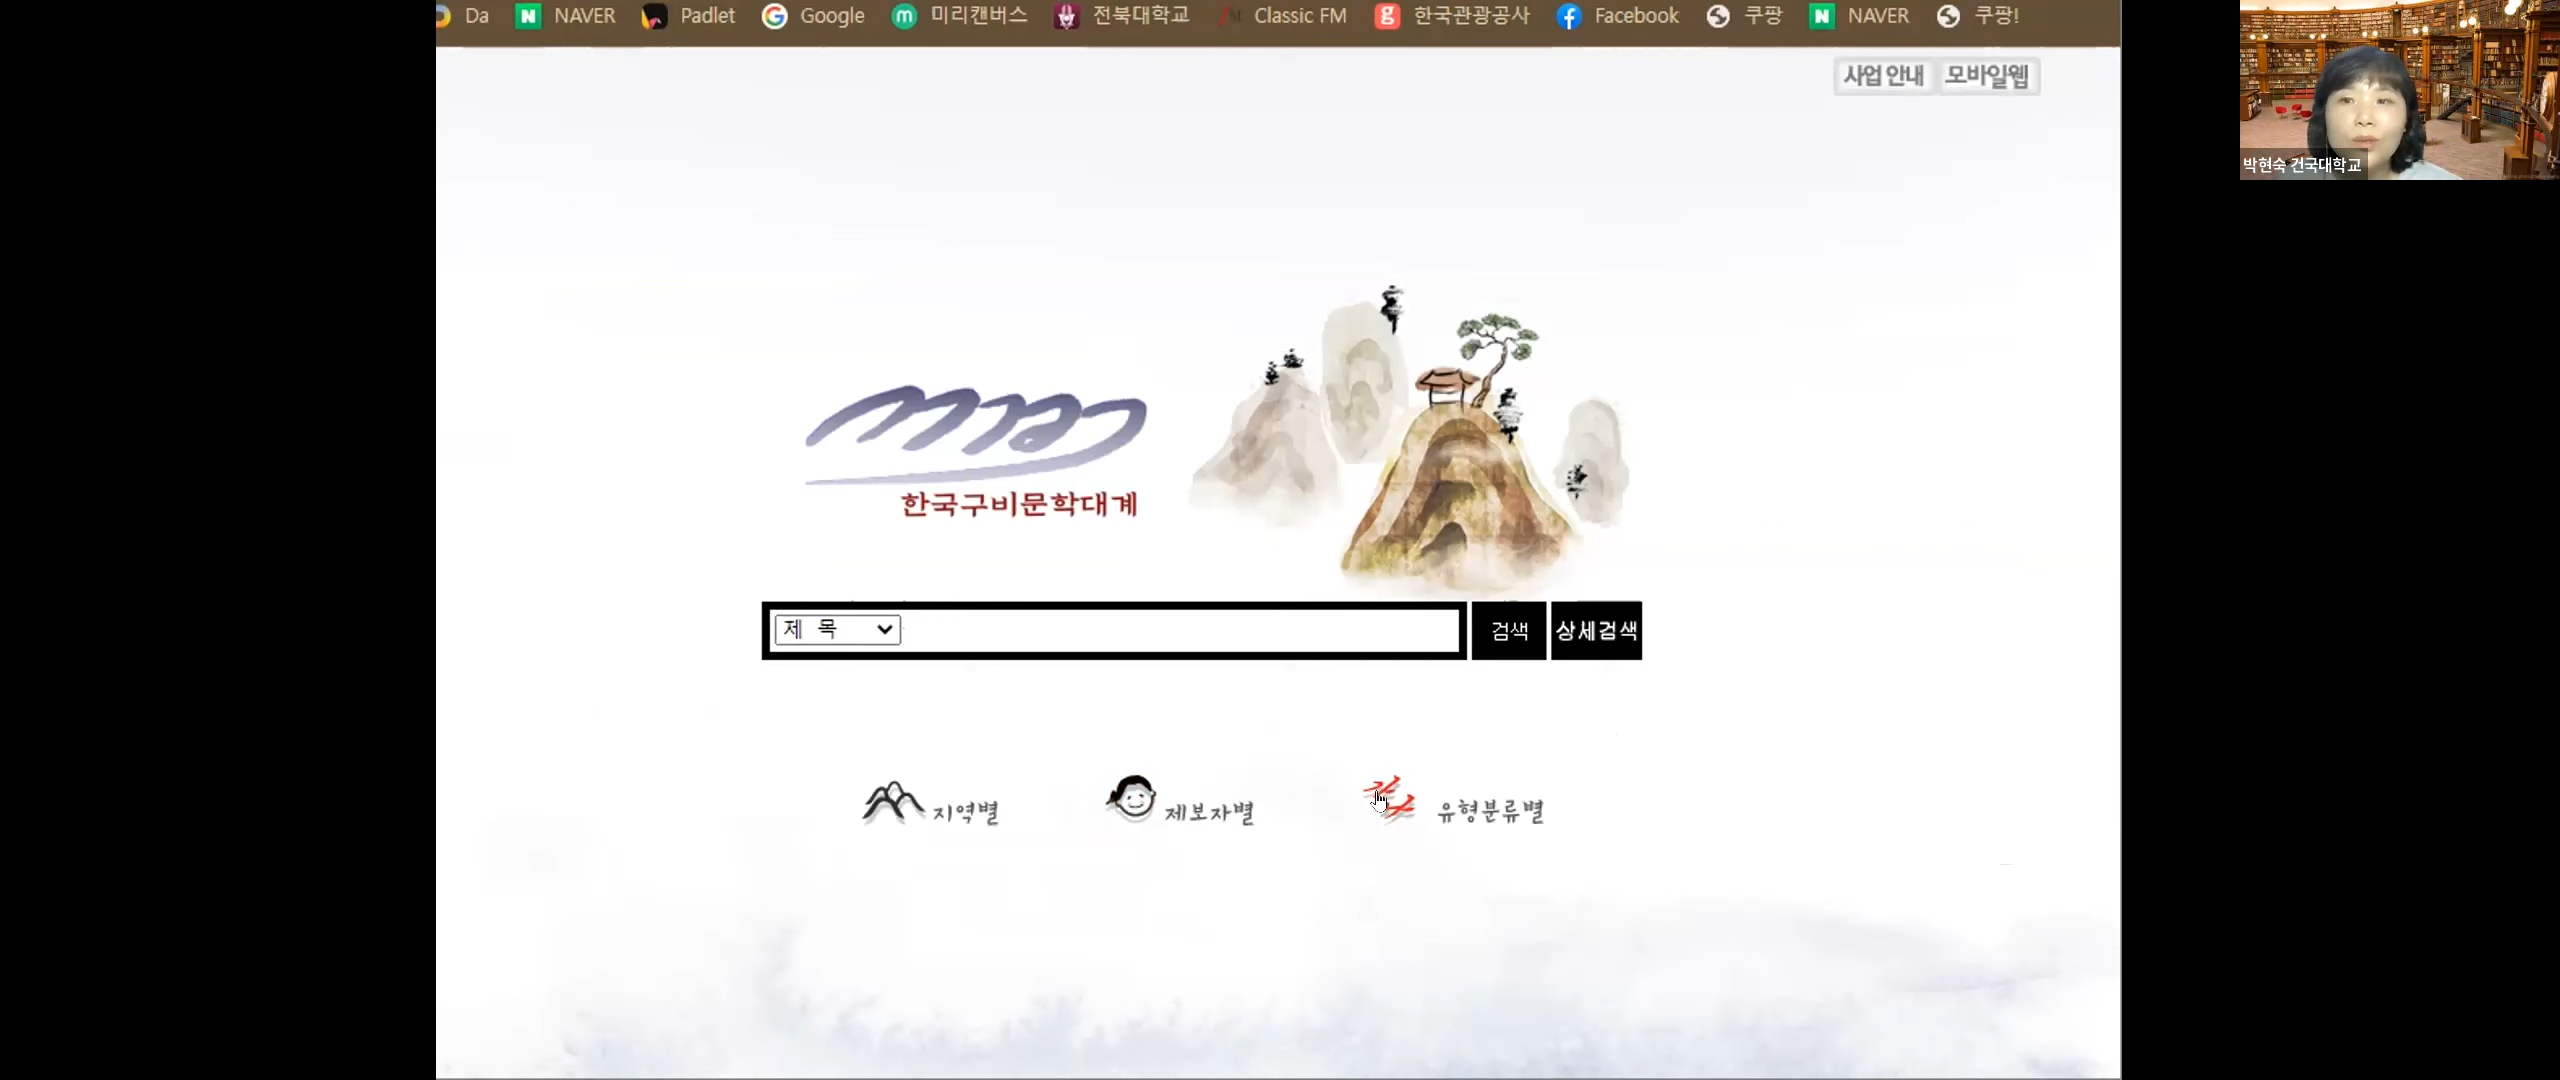 Da NAVER Padlet Google 미리캔버스 전북대학교 Classic FM 한국관광공사 Facebook 쿠팡 NAVER 쿠팡!
사업 안내 모바일웹
박현숙 건국대학교
한국구비문학대계
제 목 검색 상세검색
지역별 제보자별 유형분류별